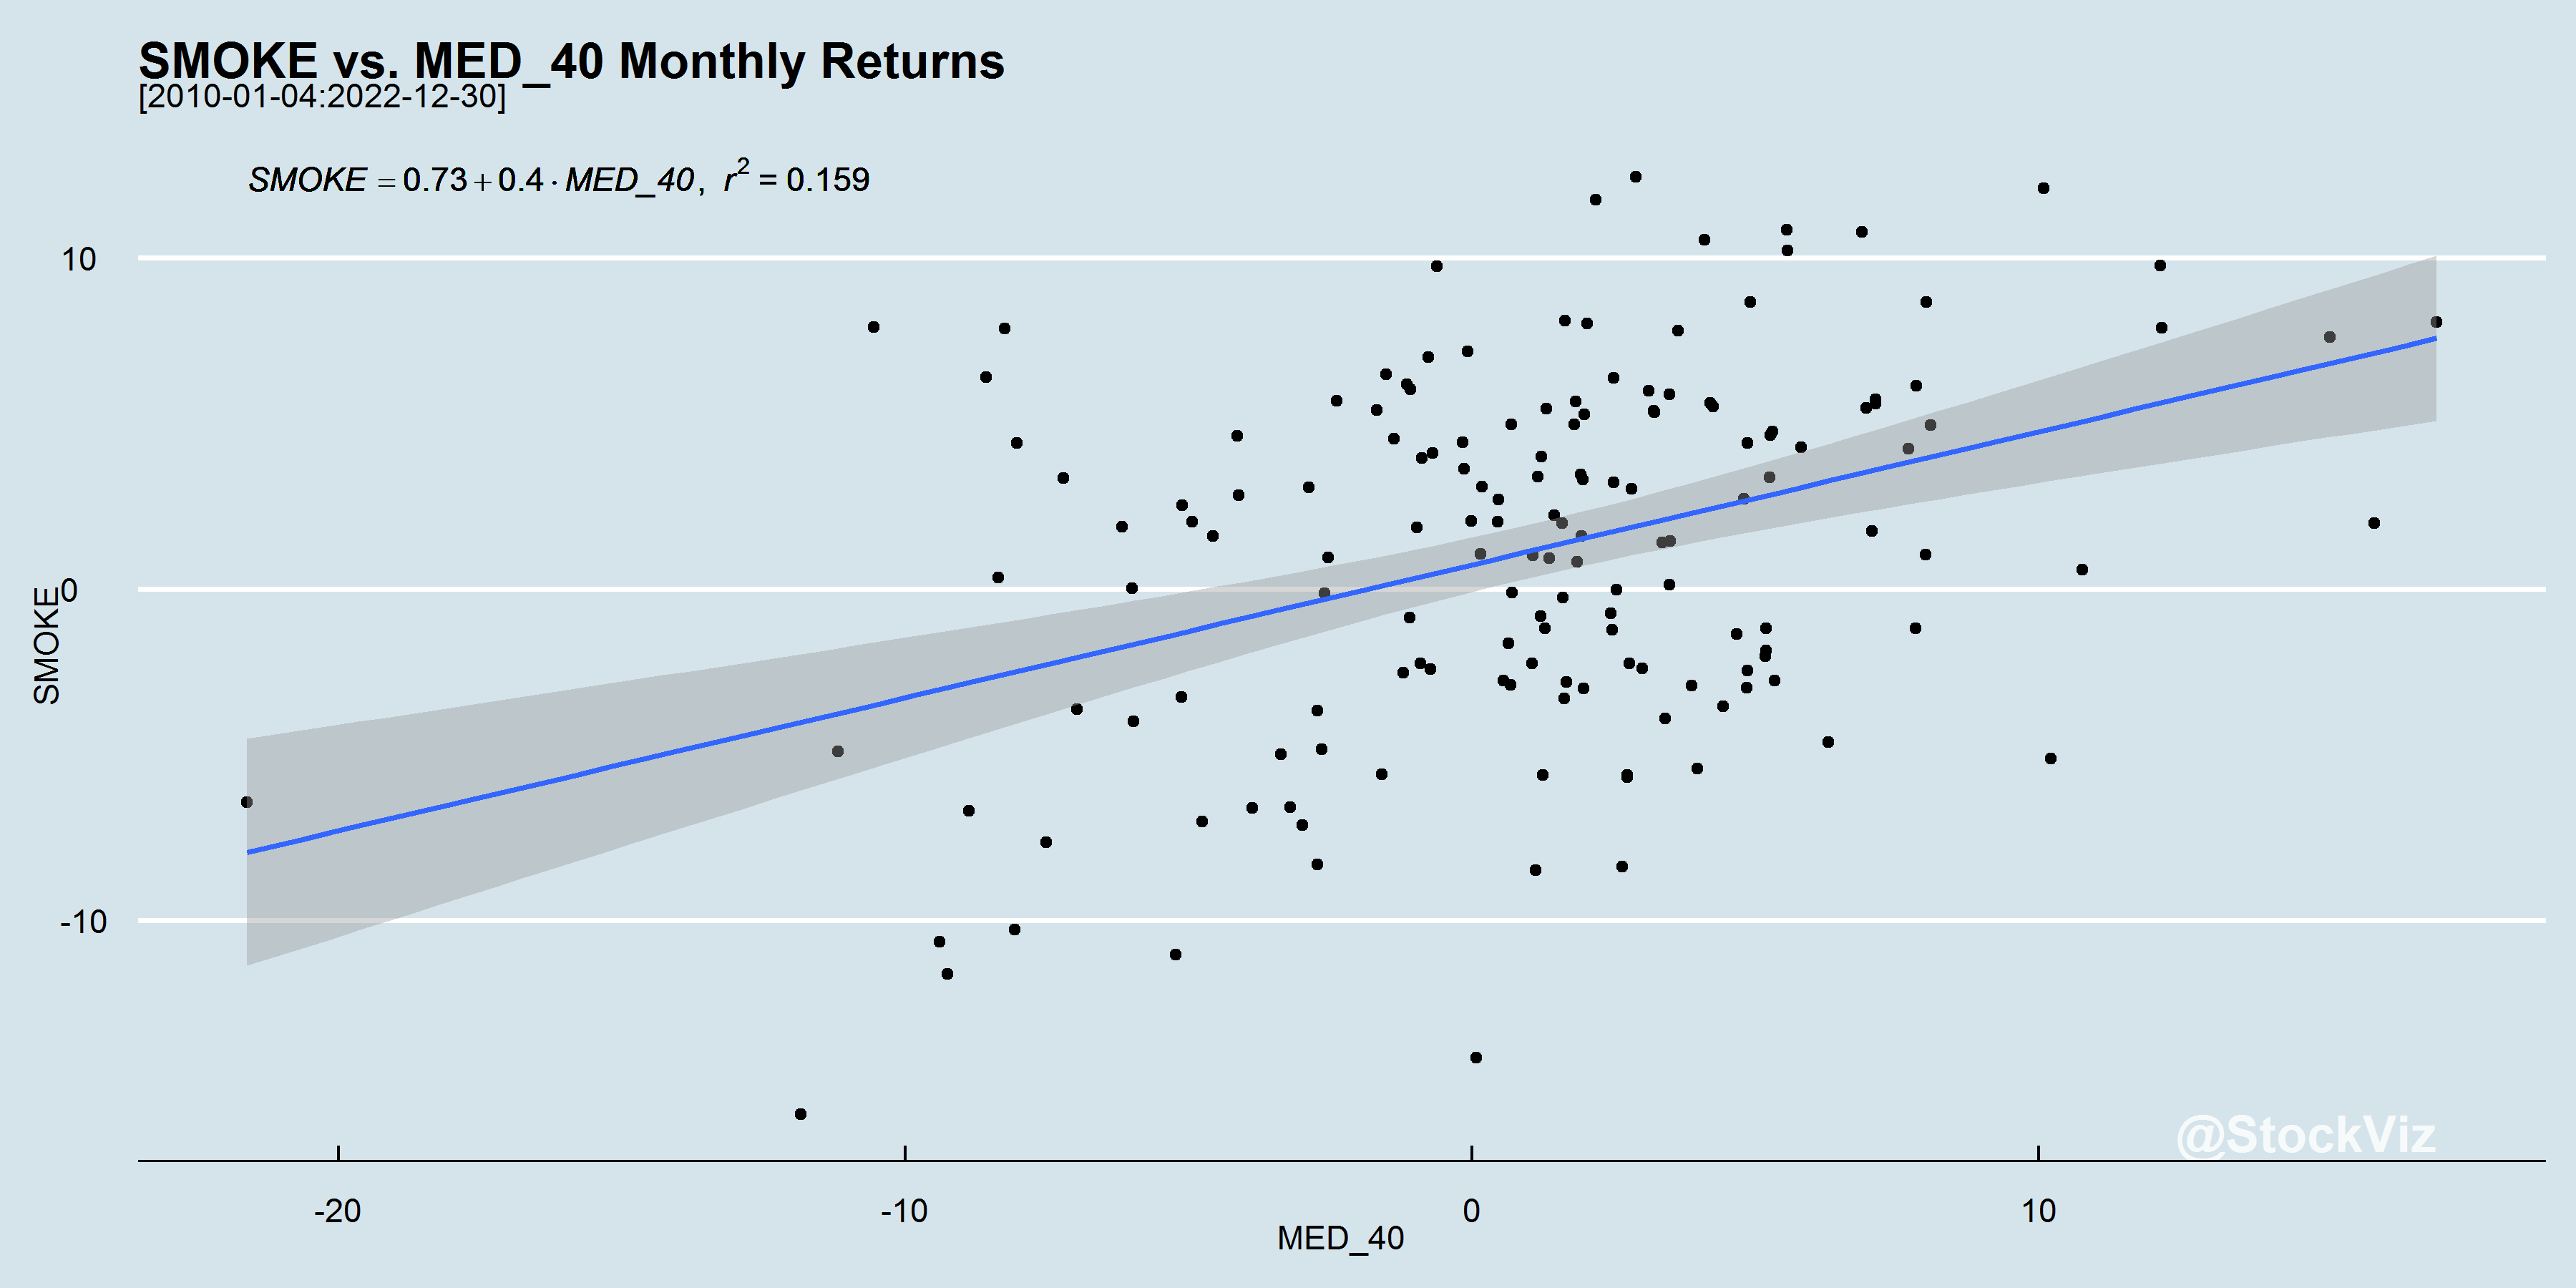 SMOKE vs. MED_40 Monthly Returns
[2010-01-04:2022-12-30]
SMOKE = 0.73 + 0.4 · MED_40, r² = 0.159
10
0
-10
SMOKE
@StockViz
-20 -10 0 10
MED_40